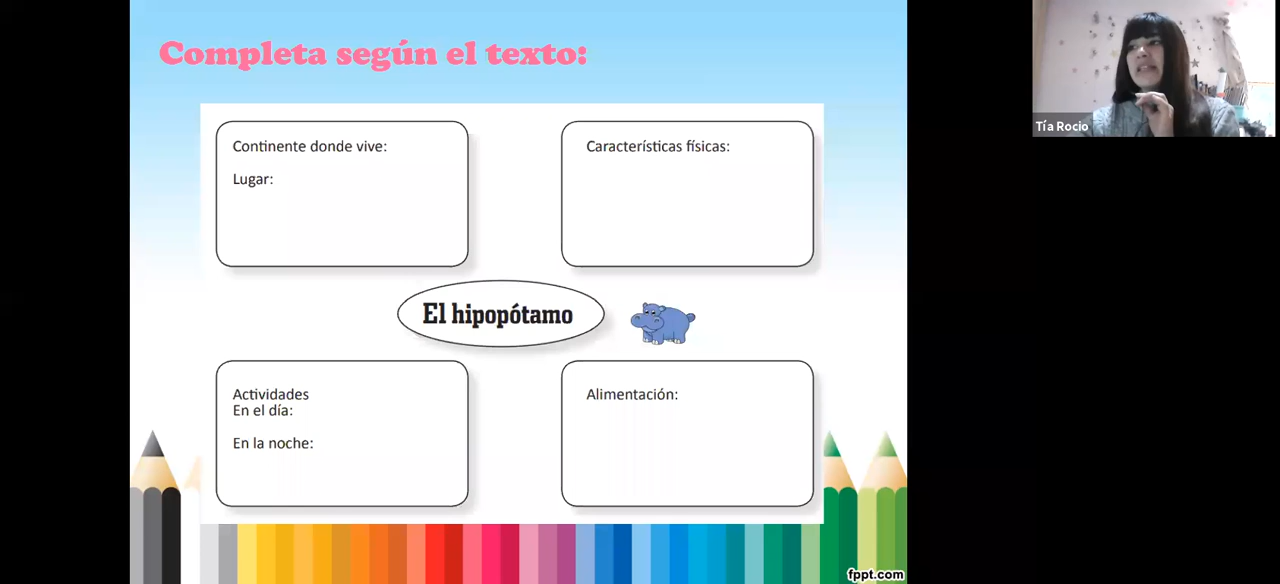 Completa según el texto:
Tía Rocio
Continente donde vive:
Lugar:
Características físicas:
El hipopótamo
Actividades
En el día:
En la noche:
Alimentación:
fppt.com